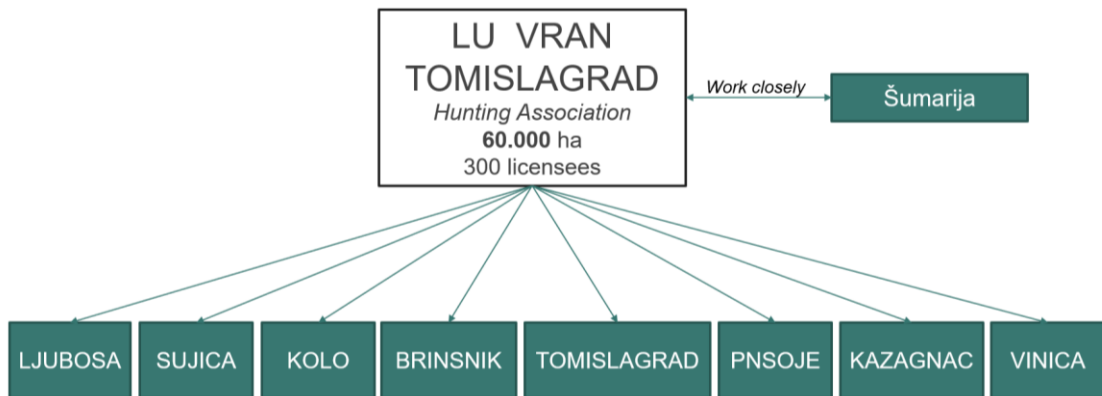 LU VRAN
TOMISLAGRAD
Hunting Association
60.000 ha
300 licensees
Work closely
Šumarija
LJUBOSA
SUJICA
KOLO
BRINSNIK
TOMISLAGRAD
PNSOJE
KAZAGNAC
VINICA